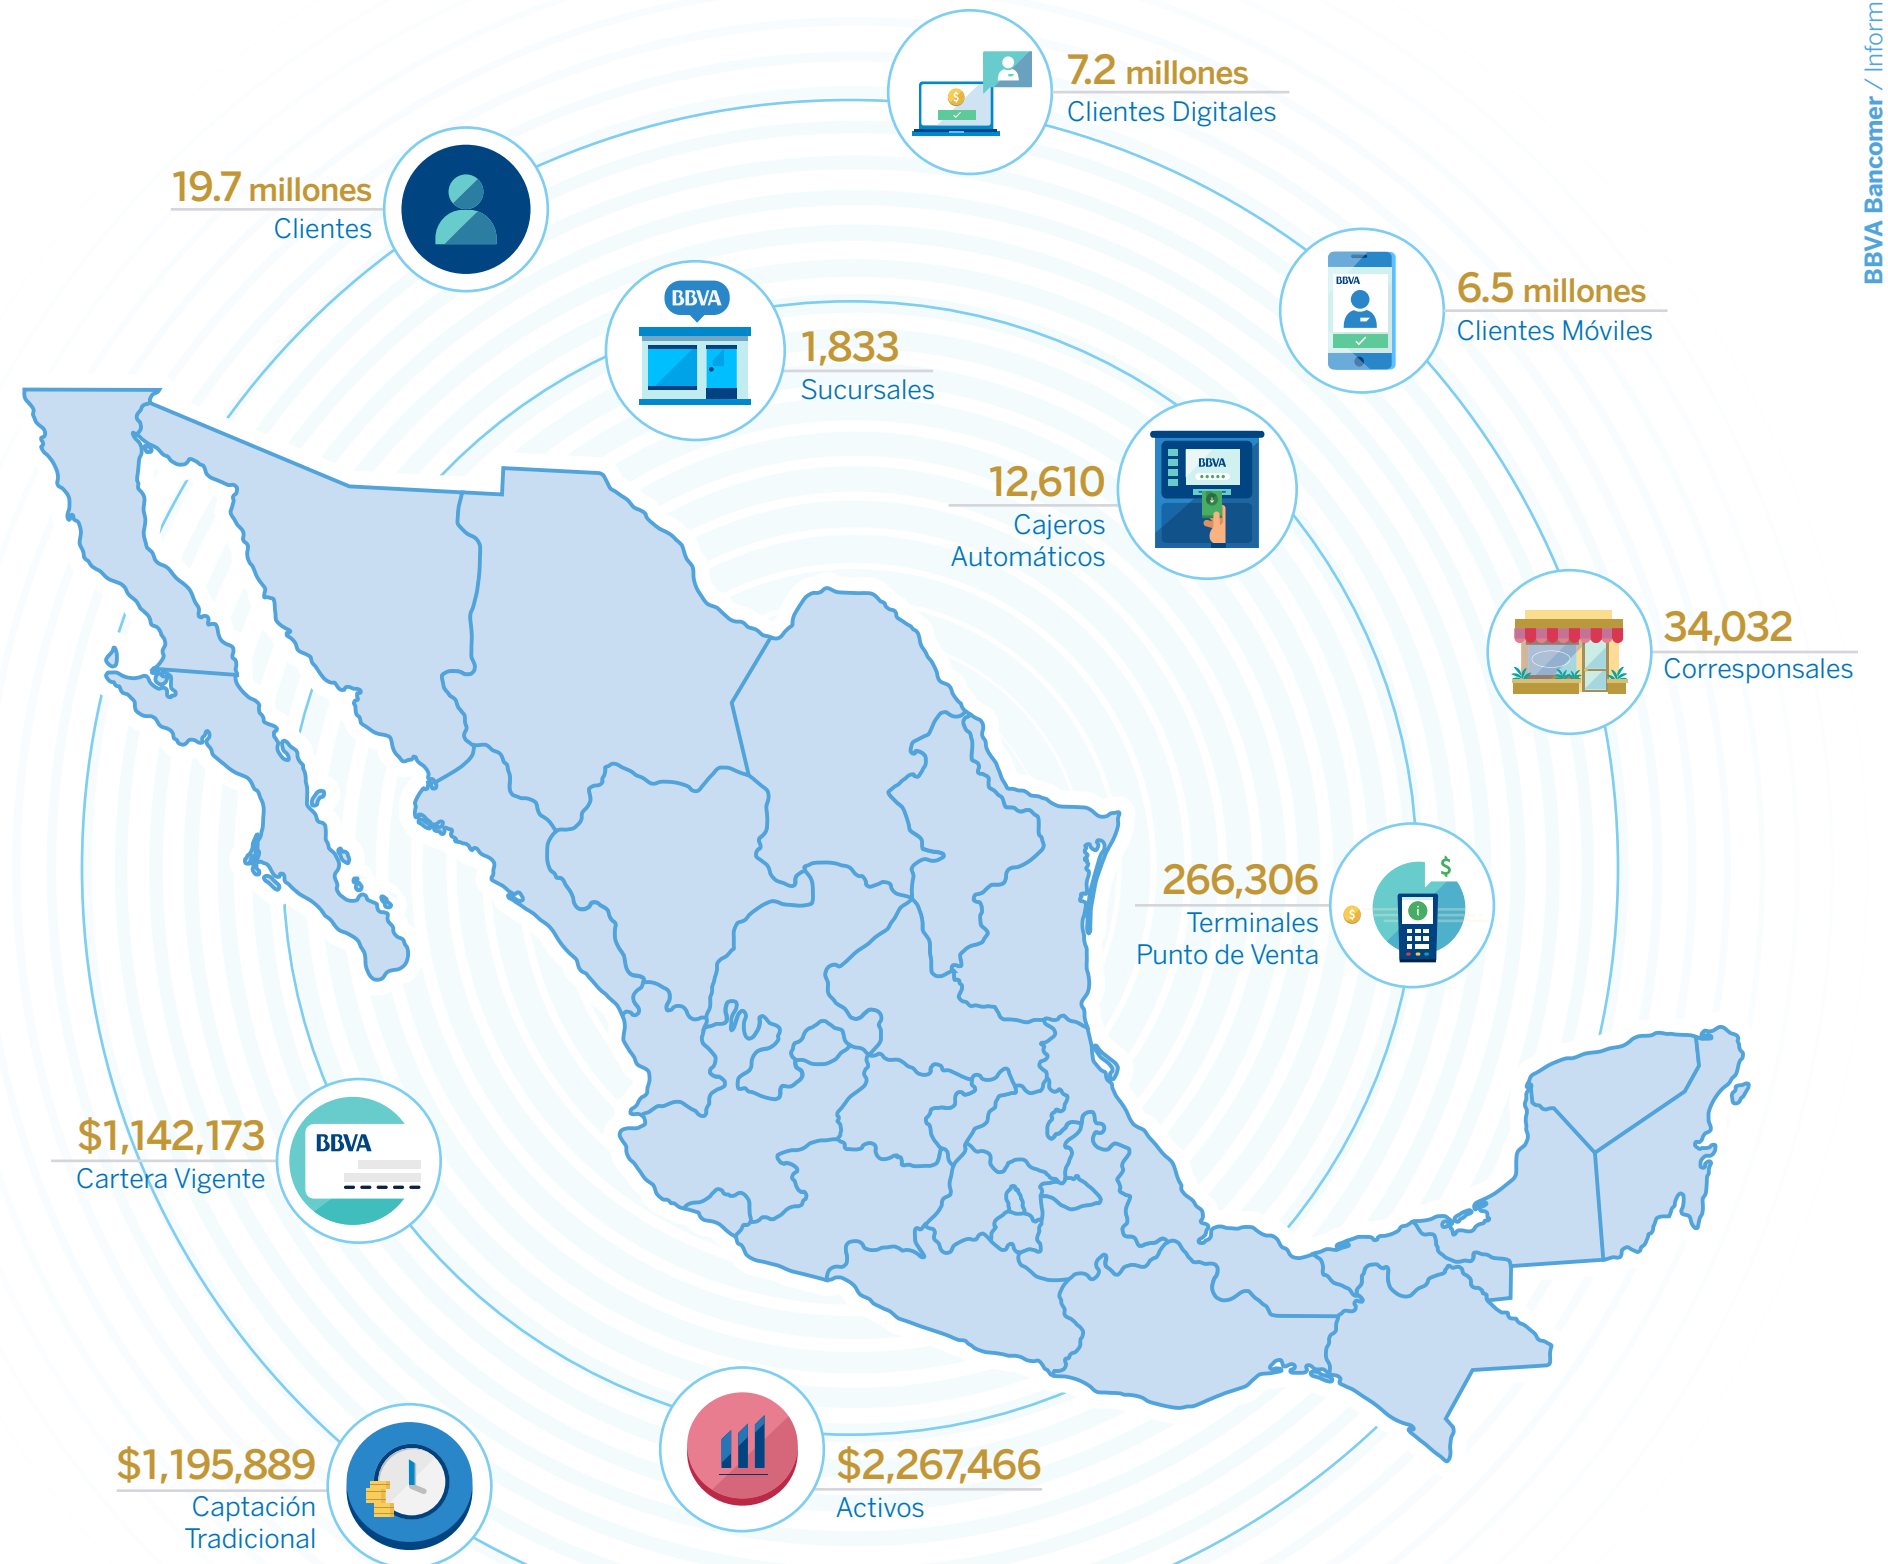 BBVA Bancomer / Inform
7.2 millones
Clientes Digitales
19.7 millones
Clientes
6.5 millones
BBVA
Clientes Móviles
BBVA
1,833
Sucursales
12,610
Cajeros
Automáticos
BBVA
34,032
Corresponsales
266,306
Terminales
Punto de Venta
$
$
i
$1,142,173
Cartera Vigente
BBVA
$1,195,889
Captación
Tradicional
$2,267,466
Activos
$